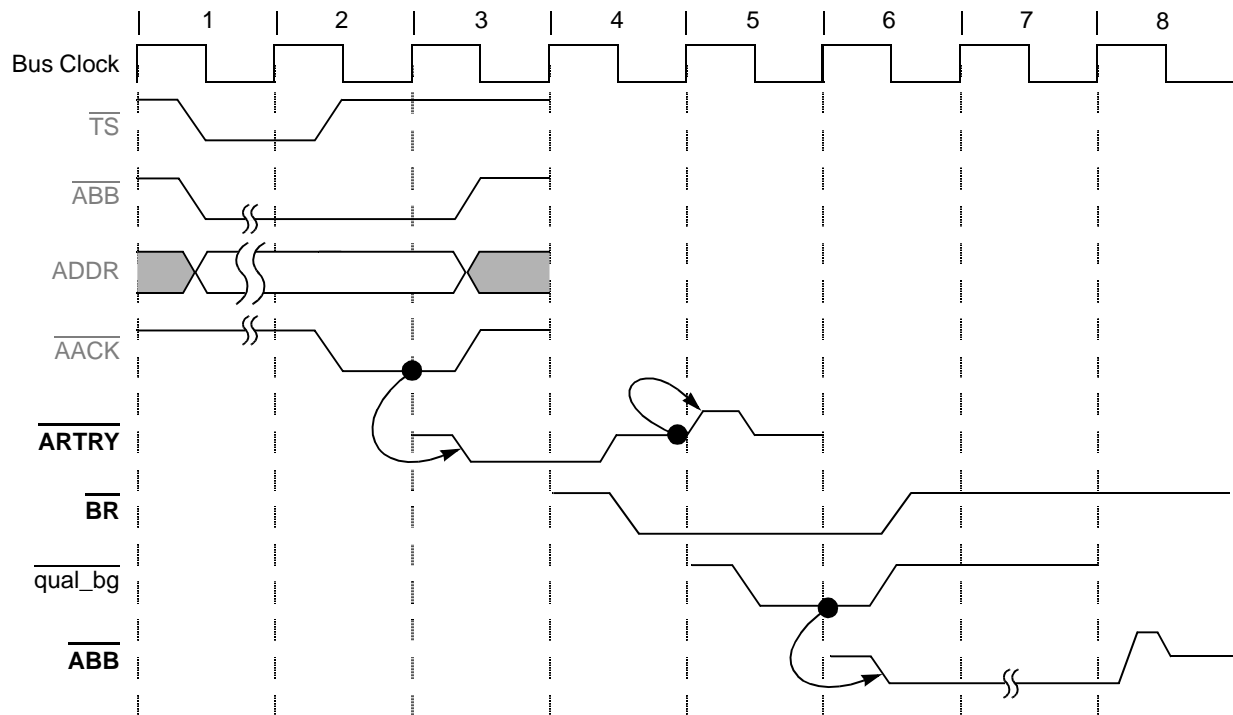 1 2 3 4 5 6 7 8
Bus Clock
TS
ABB
ADDR
AACK
ARTRY
BR
qual_bg
ABB